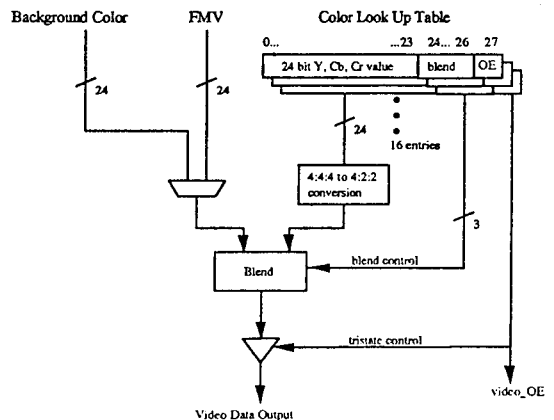 Background Color FMV Color Look Up Table
0... ...23 24... 26 27
24 bit Y, Cb, Cr value blend OE
24 24 24
16 entries
4:4:4 to 4:2:2
conversion
3
Blend blend control
tristate control
video_OE
Video Data Output